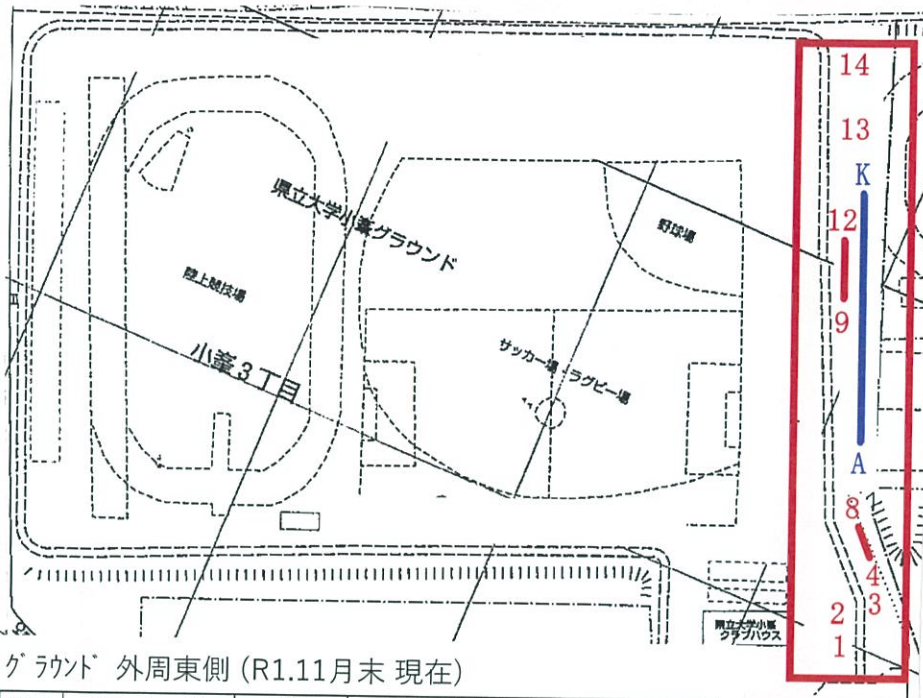 14
13
K
12
県立大学小峯グラウンド
野球場
陸上競技場
9
小峯3丁目
サッカー場・ラグビー場
A
8
4
3
2
県立大学小峯
クラブハウス
1
グラウンド 外周東側 (R1.11月末 現在)